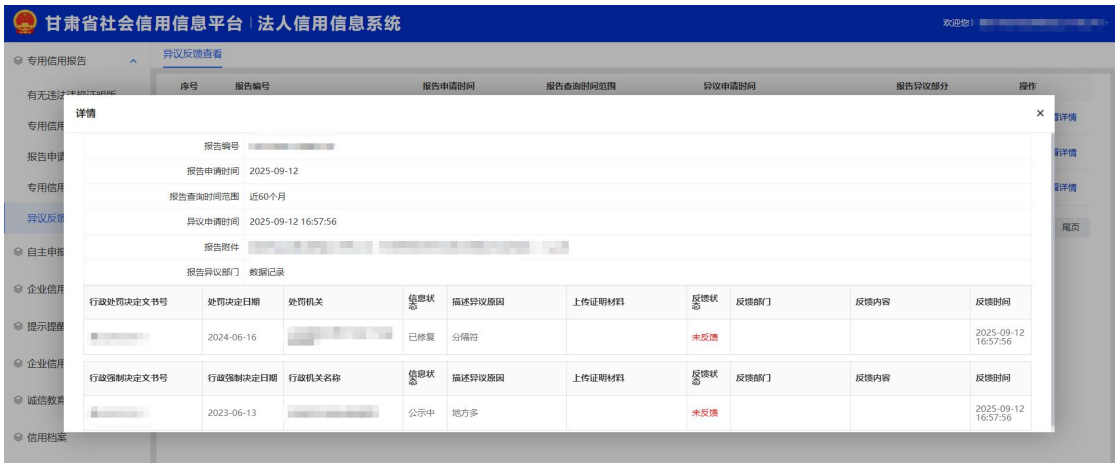 甘肃省社会信用信息平台 | 法人信用信息系统
欢迎您!
专用信用报告
异议反馈查看
序号 报告编号 报告申请时间 报告查询时间范围 异议申请时间 报告异议部分 操作
有无违法违规证明版
详情 ×
专用信用 看详情
报告编号
报告申请 看详情
报告申请时间 2025-09-12
专用信用 看详情
报告查询时间范围 近60个月
异议反馈
异议申请时间 2025-09-12 16:57:56
尾页
自主申报
报告附件
报告异议部门 数据记录
企业信用
行政处罚决定文书号 处罚决定日期 处罚机关 信息状态 描述异议原因 上传证明材料 反馈状态 反馈部门 反馈内容 反馈时间
提示提醒
2024-06-16 已修复 分隔符 未反馈 2025-09-12
16:57:56
企业信用
行政强制决定文书号 行政强制决定日期 行政机关名称 信息状态 描述异议原因 上传证明材料 反馈状态 反馈部门 反馈内容 反馈时间
诚信教育
2023-06-13 公示中 地方多 未反馈 2025-09-12
16:57:56
信用档案